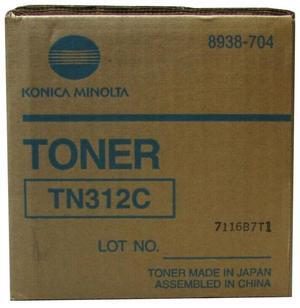 8938-704
KONICA MINOLTA
TONER
TN312C
7116B7T1
LOT NO.
TONER MADE IN JAPAN
ASSEMBLED IN CHINA